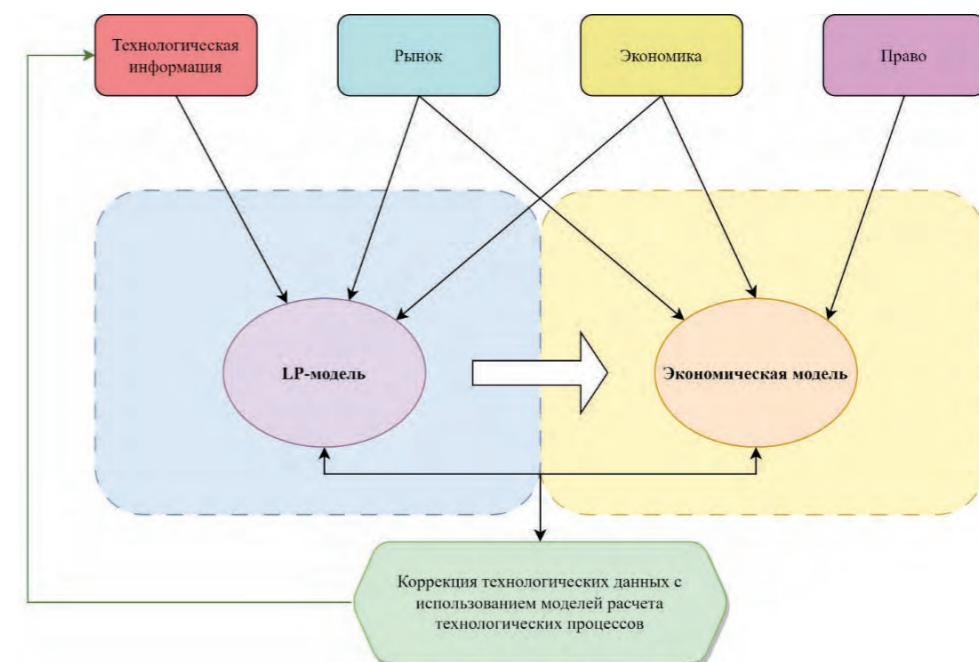 Технологическая
информация
Рынок
Экономика
Право
LP-модель
Экономическая модель
Коррекция технологических данных с
использованием моделей расчета
технологических процессов